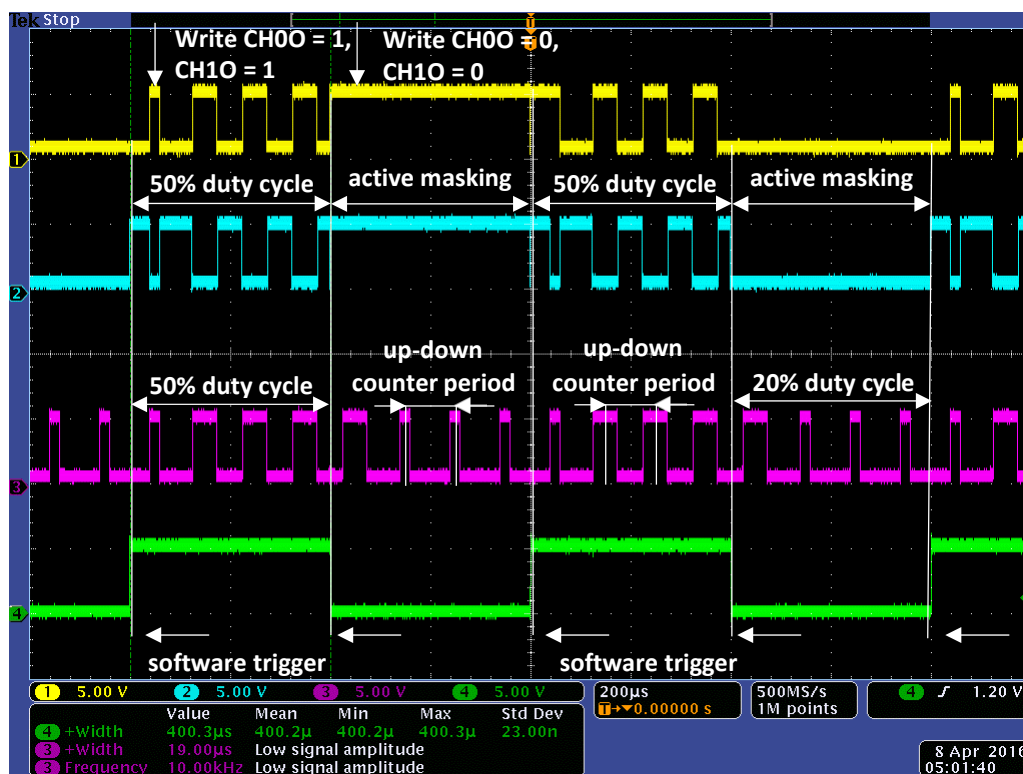 Tek Stop
T
Write CH0O = 1, Write CH0O = 0,
CH1O = 1 CH1O = 0
1
50% duty cycle active masking 50% duty cycle active masking
2
up-down up-down
50% duty cycle counter period counter period 20% duty cycle
3
4
software trigger software trigger
1 5.00 V 2 5.00 V 3 5.00 V 4 5.00 V 200µs 500MS/s 4 1.20 V
T→▼0.00000 s 1M points
Value Mean Min Max Std Dev
4 +Width 400.3µs 400.2µ 400.2µ 400.3µ 23.00n
3 +Width 19.00µs Low signal amplitude
3 Frequency 10.00kHz Low signal amplitude
8 Apr 2016
05:01:40